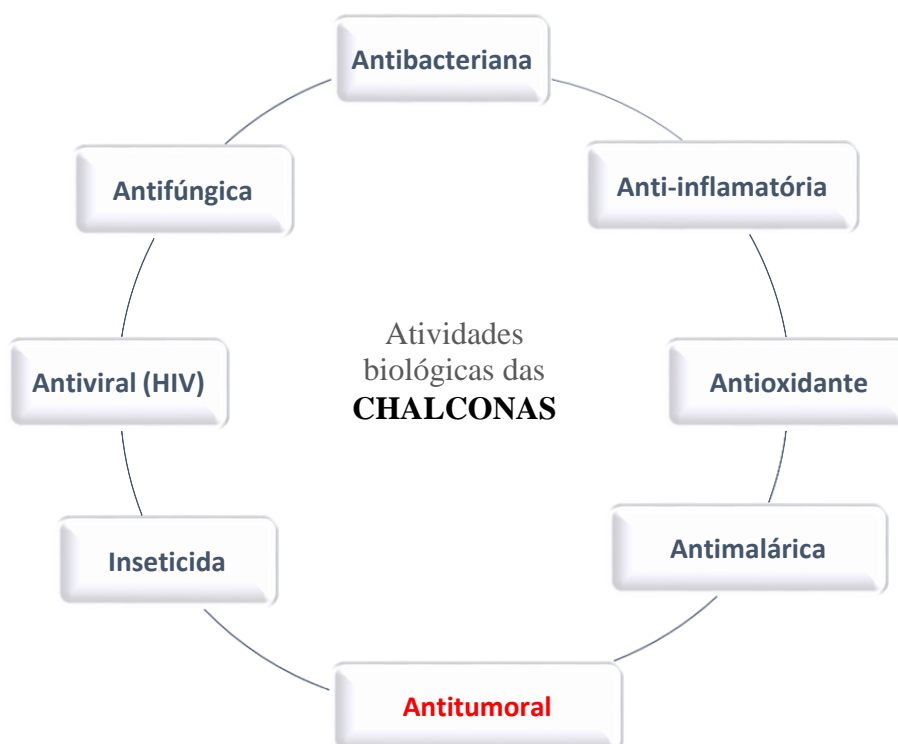 Antibacteriana
Antifúngica
Anti-inflamatória
Atividades
biológicas das
CHALCONAS
Antiviral (HIV)
Antioxidante
Inseticida
Antimalárica
Antitumoral